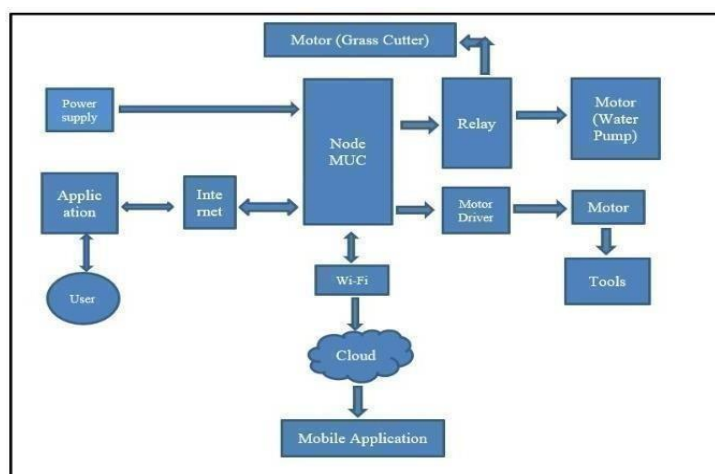 Motor (Grass Cutter)
Power
supply
Node
MUC
Relay
Motor
(Water
Pump)
Applic
ation
Inte
rnet
Motor
Driver
Motor
User
Wi-Fi
Tools
Cloud
Mobile Application